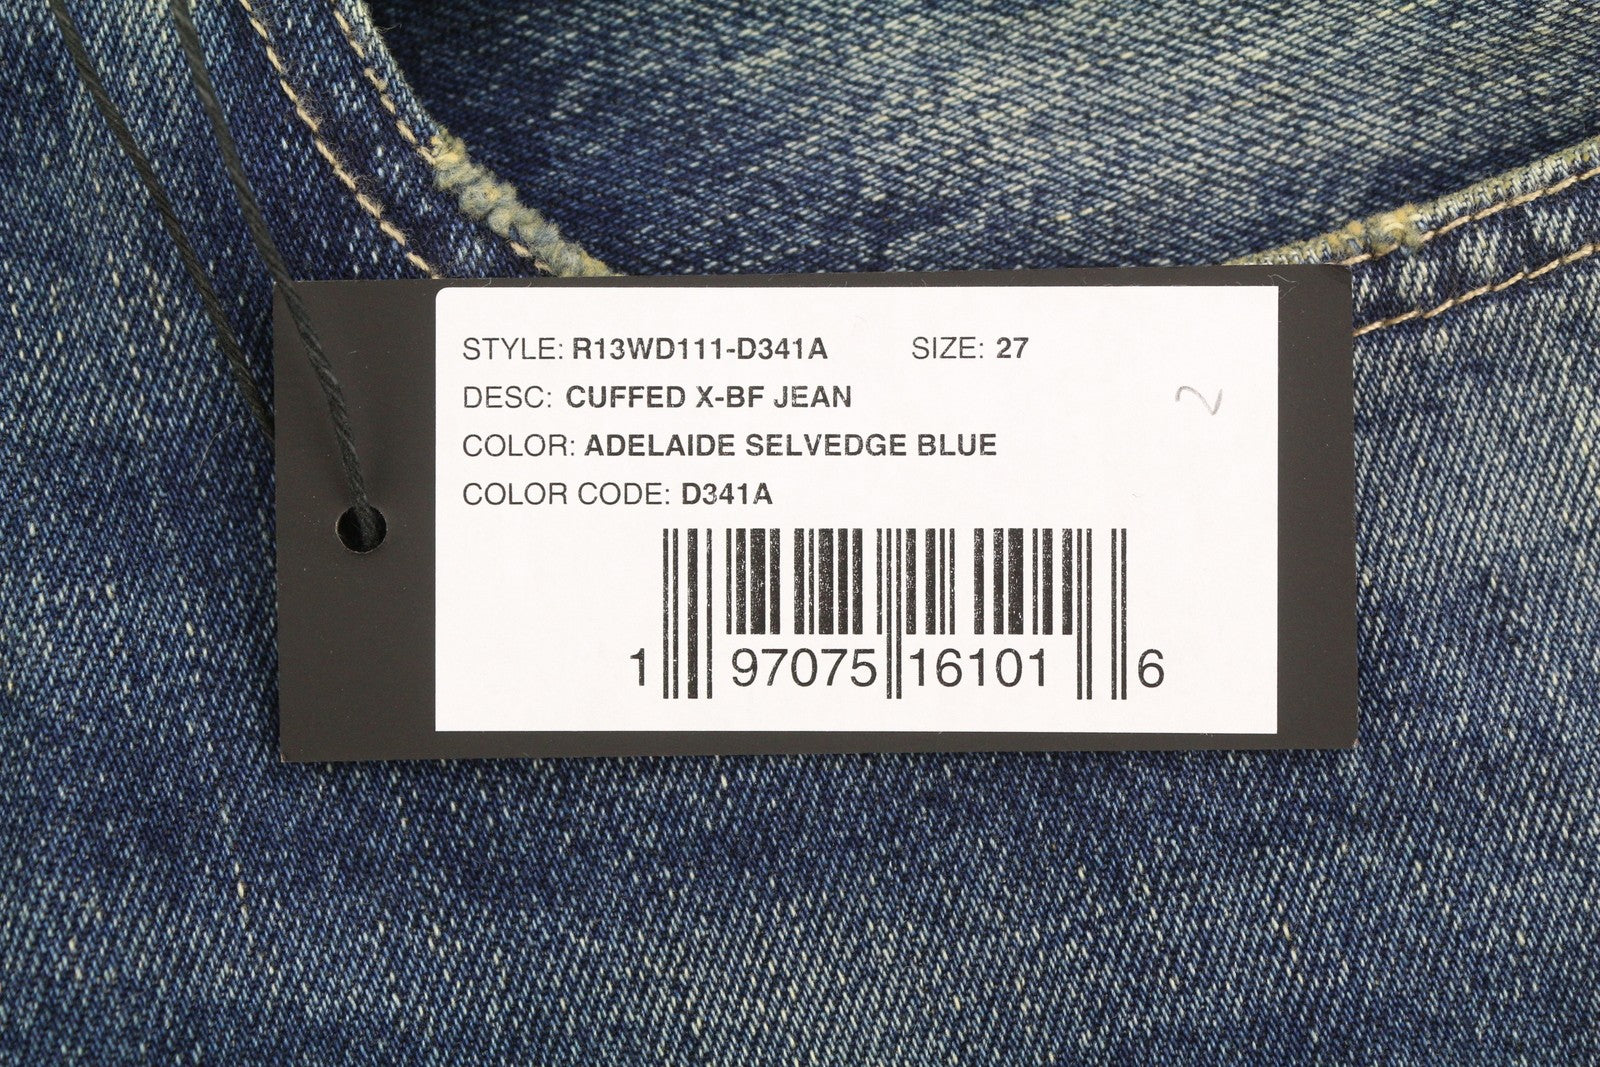 STYLE: R13WD111-D341A SIZE: 27
DESC: CUFFED X-BF JEAN
2
COLOR: ADELAIDE SELVEDGE BLUE
COLOR CODE: D341A
1 97075 16101 6